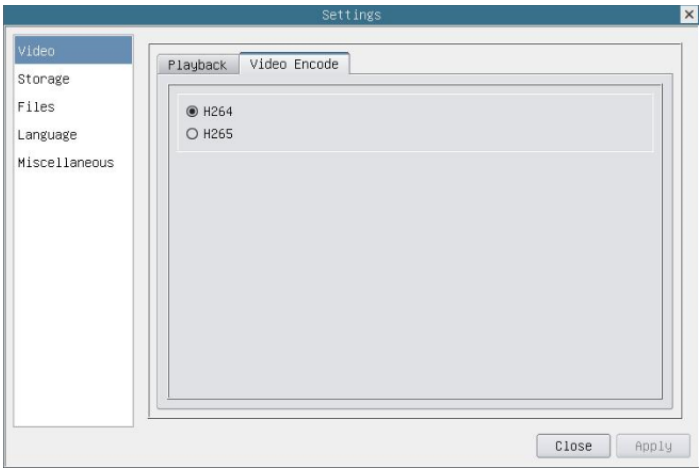 Settings
Video
Storage
Files
Language
Miscellaneous
Playback
Video Encode
H264
H265
Close
Apply